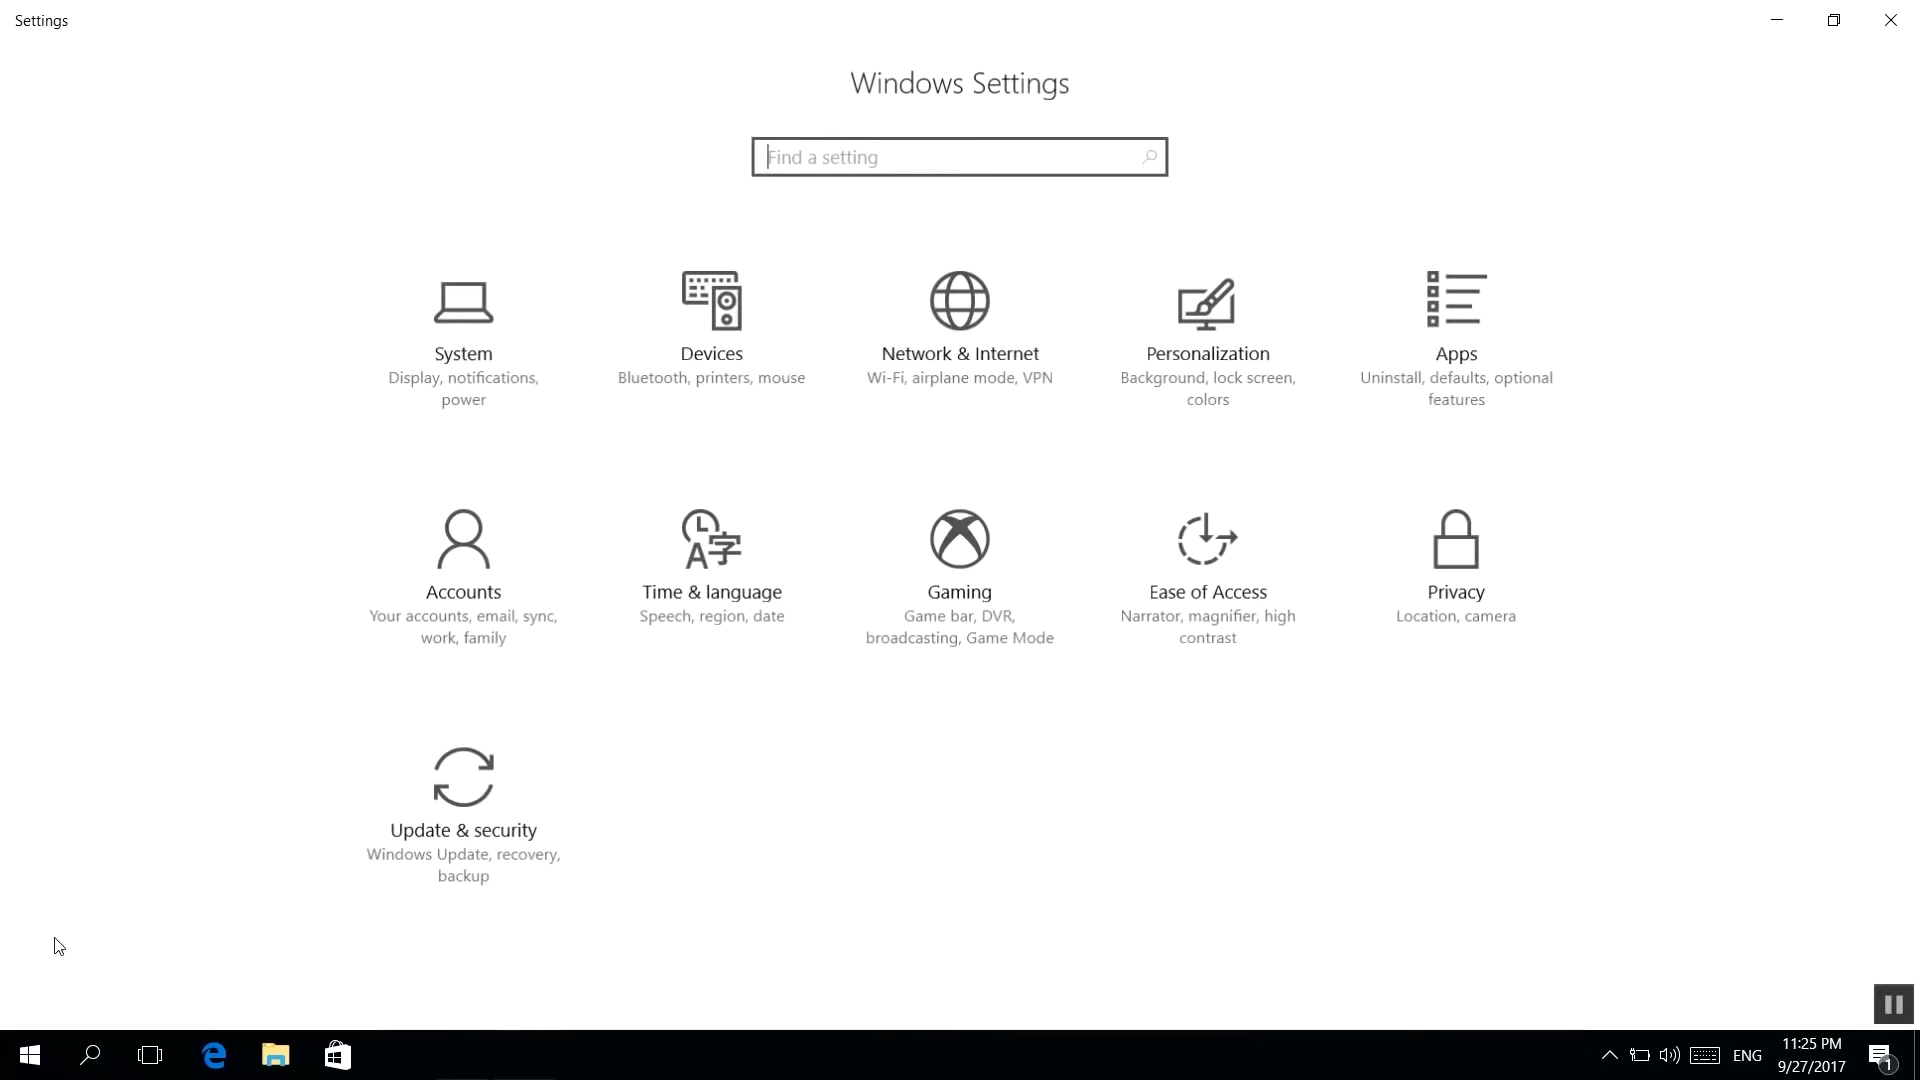 Settings
Windows Settings
Find a setting
System
Display, notifications,
power
Devices
Bluetooth, printers, mouse
Network & Internet
Wi-Fi, airplane mode, VPN
Personalization
Background, lock screen,
colors
Apps
Uninstall, defaults, optional
features
Accounts
Your accounts, email, sync,
work, family
Time & language
Speech, region, date
Gaming
Game bar, DVR,
broadcasting, Game Mode
Ease of Access
Narrator, magnifier, high
contrast
Privacy
Location, camera
Update & security
Windows Update, recovery,
backup
ENG
11:25 PM
9/27/2017
1